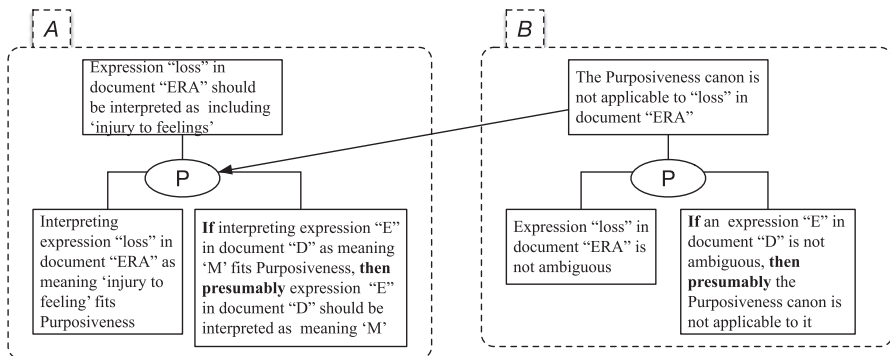 A
Expression “loss” in
document “ERA” should
be interpreted as including
‘injury to feelings’
P
Interpreting
expression “loss” in
document “ERA” as
meaning ‘injury to
feeling’ fits
Purposiveness
If interpreting expression “E”
in document “D” as meaning
‘M’ fits Purposiveness, then
presumably expression “E”
in document “D” should be
interpreted as meaning ‘M’
B
The Purposiveness canon is
not applicable to “loss” in
document “ERA”
P
Expression “loss” in
document “ERA” is
not ambiguous
If an expression “E” in
document “D” is not
ambiguous, then
presumably the
Purposiveness canon is
not applicable to it